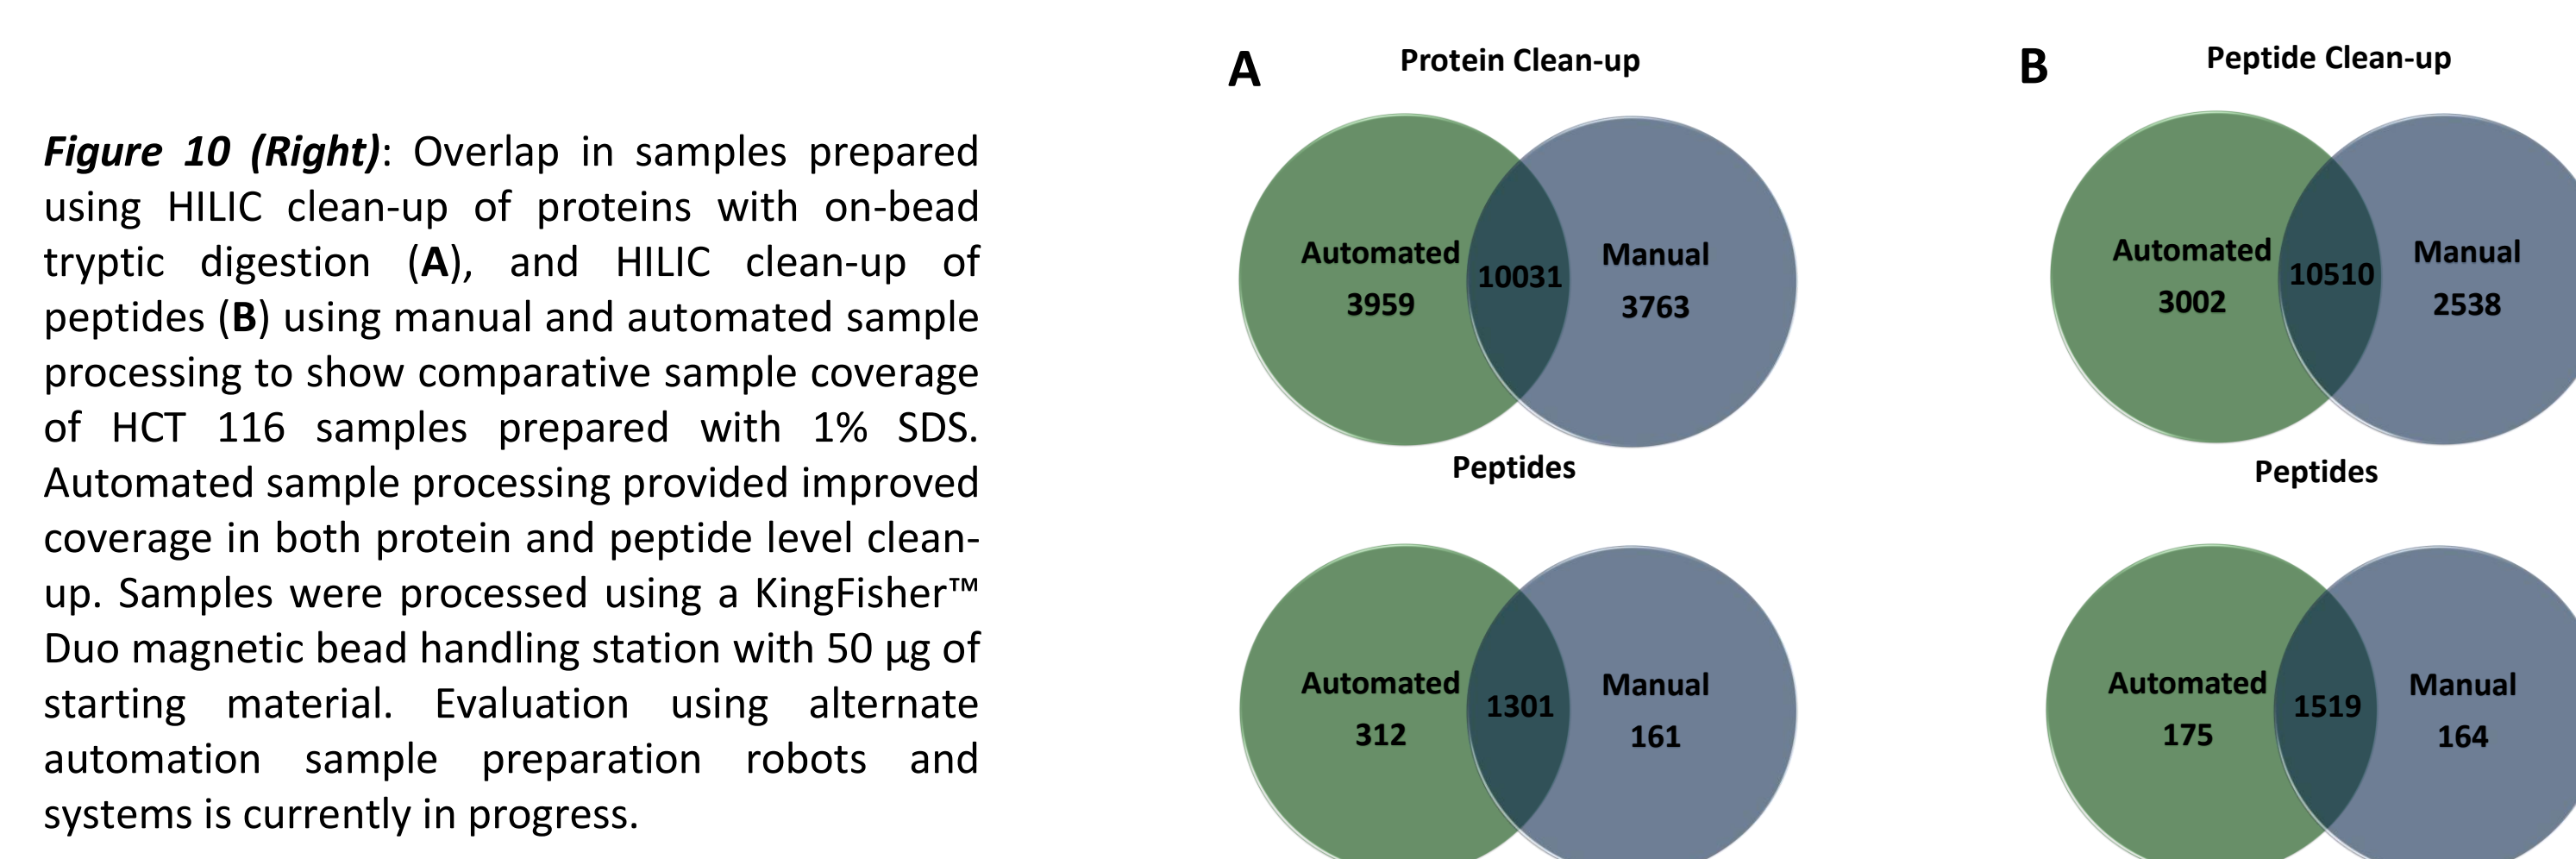 Figure 10 (Right): Overlap in samples prepared
using HILIC clean-up of proteins with on-bead
tryptic digestion (A), and HILIC clean-up of
peptides (B) using manual and automated sample
processing to show comparative sample coverage
of HCT 116 samples prepared with 1% SDS.
Automated sample processing provided improved
coverage in both protein and peptide level clean-
up. Samples were processed using a KingFisher™
Duo magnetic bead handling station with 50 µg of
starting material. Evaluation using alternate
automation sample preparation robots and
systems is currently in progress.
A
Protein Clean-up
Automated
3959
10031
Manual
3763
Peptides
Automated
312
1301
Manual
161
B
Peptide Clean-up
Automated
3002
10510
Manual
2538
Peptides
Automated
175
1519
Manual
164